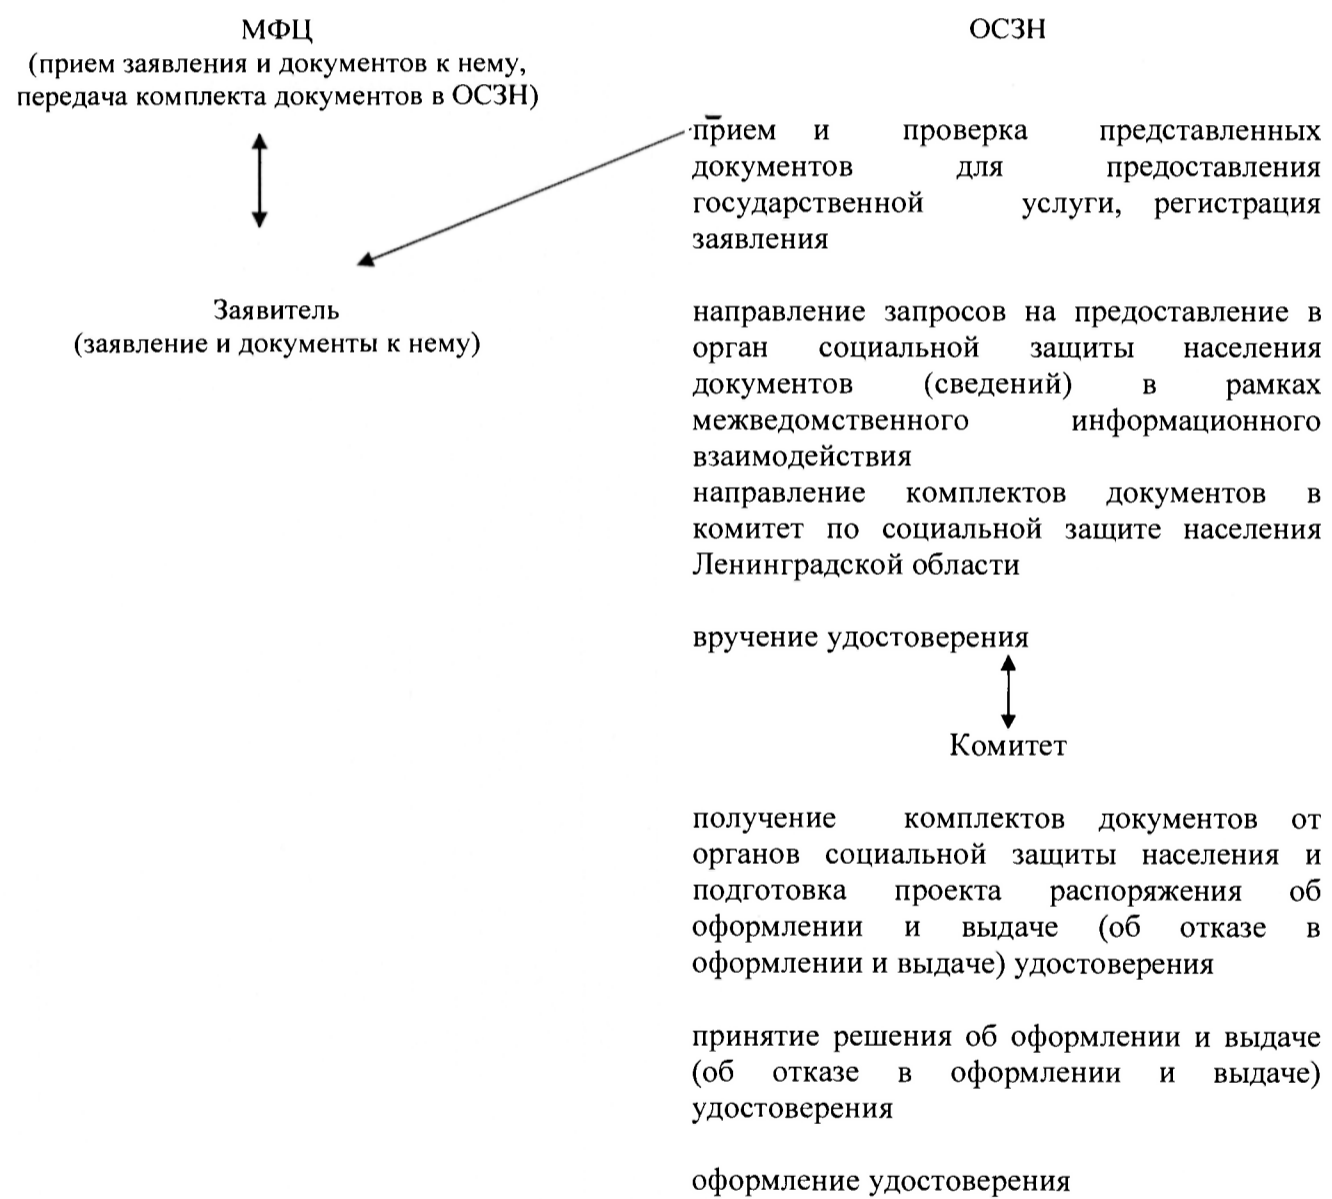 МФЦ
(прием заявления и документов к нему,
передача комплекта документов в ОСЗН)
Заявитель
(заявление и документы к нему)
ОСЗН
прием и проверка представленных
документов для предоставления
государственной услуги, регистрация
заявления
направление запросов на предоставление в
орган социальной защиты населения
документов (сведений) в рамках
межведомственного информационного
взаимодействия
направление комплектов документов в
комитет по социальной защите населения
Ленинградской области
вручение удостоверения
Комитет
получение комплектов документов от
органов социальной защиты населения и
подготовка проекта распоряжения об
оформлении и выдаче (об отказе в
оформлении и выдаче) удостоверения
принятие решения об оформлении и выдаче
(об отказе в оформлении и выдаче)
удостоверения
оформление удостоверения